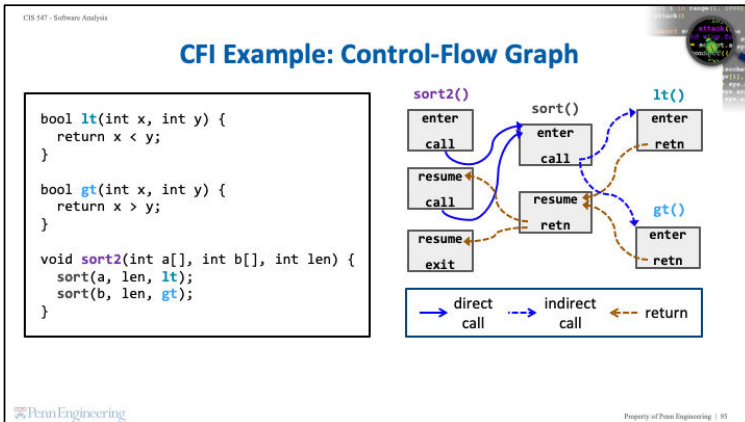 CIS 547 - Software Analysis
CFI Example: Control-Flow Graph
bool lt(int x, int y) {
  return x < y;
}
bool gt(int x, int y) {
  return x > y;
}
void sort2(int a[], int b[], int len) {
  sort(a, len, lt);
  sort(b, len, gt);
}
sort2()
enter
call
resume
call
resume
exit
sort()
enter
call
resume
retn
lt()
enter
retn
gt()
enter
retn
direct
call
indirect
call
return
Penn Engineering
Property of Penn Engineering | 95